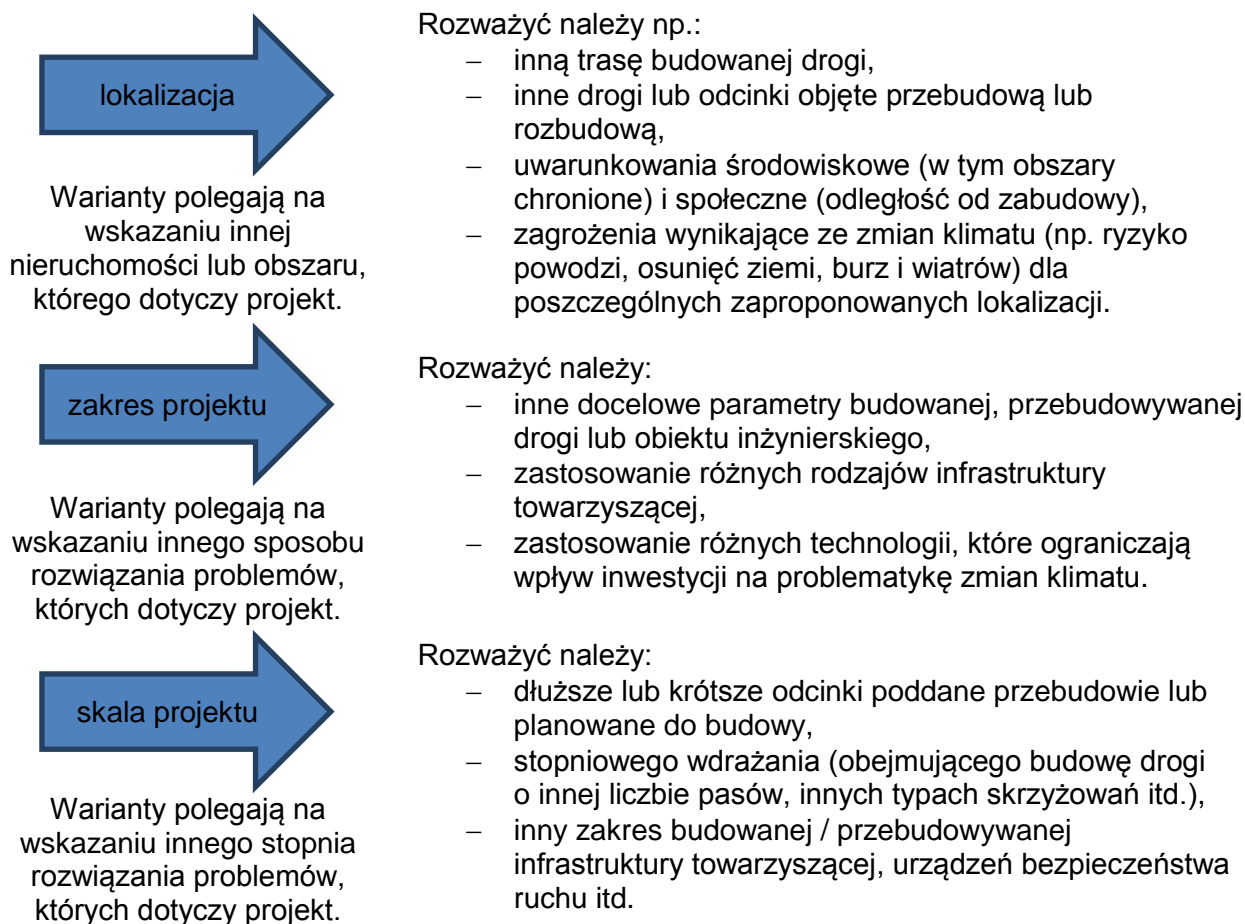 lokalizacja
Warianty polegają na
wskazaniu innej
nieruchomości lub obszaru,
którego dotyczy projekt.
Rozważyć należy np.:
– inną trasę budowanej drogi,
– inne drogi lub odcinki objęte przebudową lub
rozbudową,
– uwarunkowania środowiskowe (w tym obszary
chronione) i społeczne (odległość od zabudowy),
– zagrożenia wynikające ze zmian klimatu (np. ryzyko
powodzi, osunięć ziemi, burz i wiatrów) dla
poszczególnych zaproponowanych lokalizacji.
zakres projektu
Warianty polegają na
wskazaniu innego sposobu
rozwiązania problemów,
których dotyczy projekt.
Rozważyć należy:
– inne docelowe parametry budowanej, przebudowywanej
drogi lub obiektu inżynierskiego,
– zastosowanie różnych rodzajów infrastruktury
towarzyszącej,
– zastosowanie różnych technologii, które ograniczają
wpływ inwestycji na problematykę zmian klimatu.
skala projektu
Warianty polegają na
wskazaniu innego stopnia
rozwiązania problemów,
których dotyczy projekt.
Rozważyć należy:
– dłuższe lub krótsze odcinki poddane przebudowie lub
planowane do budowy,
– stopniowego wdrażania (obejmującego budowę drogi
o innej liczbie pasów, innych typach skrzyżowań itd.),
– inny zakres budowanej / przebudowywanej
infrastruktury towarzyszącej, urządzeń bezpieczeństwa
ruchu itd.